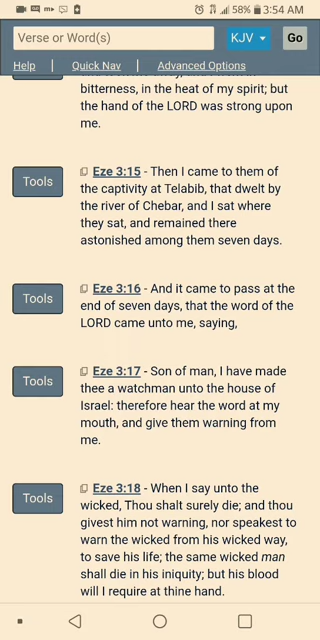 58% 3:54 AM
Verse or Word(s) KJV Go
Help | Quick Nav | Advanced Options
bitterness, in the heat of my spirit; but
the hand of the LORD was strong upon
me.
Tools
Eze 3:15 - Then I came to them of
the captivity at Telabib, that dwelt by
the river of Chebar, and I sat where
they sat, and remained there
astonished among them seven days.
Tools
Eze 3:16 - And it came to pass at the
end of seven days, that the word of the
LORD came unto me, saying,
Tools
Eze 3:17 - Son of man, I have made
thee a watchman unto the house of
Israel: therefore hear the word at my
mouth, and give them warning from
me.
Tools
Eze 3:18 - When I say unto the
wicked, Thou shalt surely die; and thou
givest him not warning, nor speakest to
warn the wicked from his wicked way,
to save his life; the same wicked man
shall die in his iniquity; but his blood
will I require at thine hand.